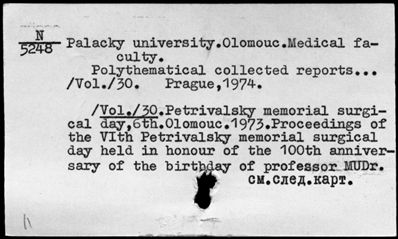 N
5248
Palacky university.Olomouc.Medical fa-
culty.
Polythematical collected reports...
/Vol./30. Prague,1974.
/Vol./30.Petrivalsky memorial surgi-
cal day,6th.Olomouc.1973.Proceedings of
the VIth Petrivalsky memorial surgical
day held in honour of the 100th anniver-
sary of the birthday of professor MUDr.
см.след.карт.